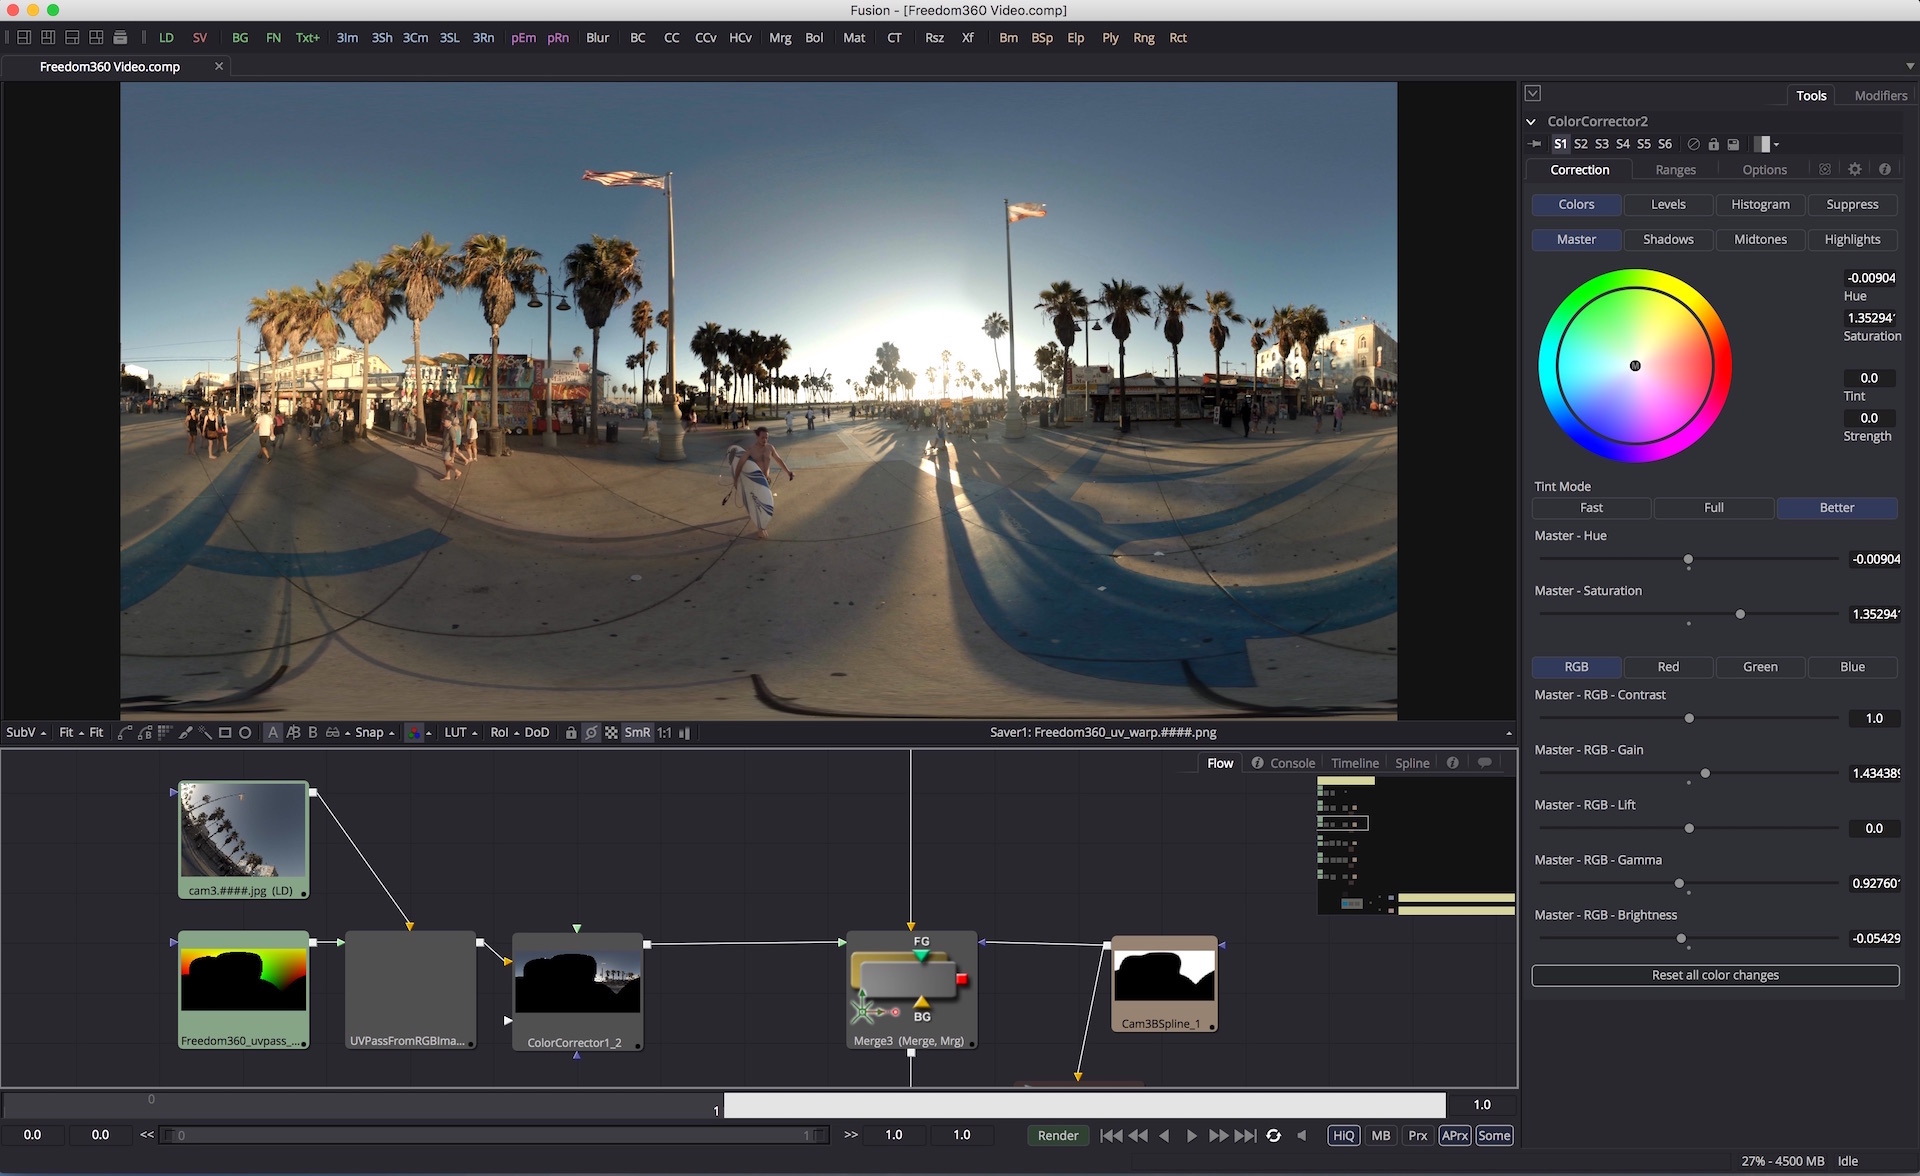 Fusion - [Freedom360 Video.comp]
LD SV BG FN Txt+ 3Im 3Sh 3Cm 3SL 3Rn pEm pRn Blur BC CC CCv HCv Mrg Bol Mat CT Rsz Xf Bm BSp Elp Ply Rng Rct
Freedom360 Video.comp
Tools Modifiers
ColorCorrector2
S1 S2 S3 S4 S5 S6
Correction Ranges Options
Colors Levels Histogram Suppress
Master Shadows Midtones Highlights
-0.00904
Hue
1.35294
Saturation
M
0.0
Tint
0.0
Strength
Tint Mode
Fast Full Better
Master - Hue
-0.00904
Master - Saturation
1.35294
RGB Red Green Blue
Master - RGB - Contrast
1.0
Master - RGB - Gain
1.43438
Master - RGB - Lift
0.0
Master - RGB - Gamma
0.92760
Master - RGB - Brightness
-0.05429
Reset all color changes
SubV Fit Fit A B Snap LUT RoI DoD SmR 1:1 Saver1: Freedom360_uv_warp.####.png
Flow Console Timeline Spline
cam3.####.jpg (LD)
Freedom360_uvpass_...
UVPassFromRGBIma...
ColorCorrector1_2
FG
BG
Merge3 (Merge, Mrg)
Cam3BSpline_1
0 1 1.0
0.0 0.0 << 0 1 >> 1.0 1.0 Render HiQ MB Prx APrx Some
27% - 4500 MB Idle